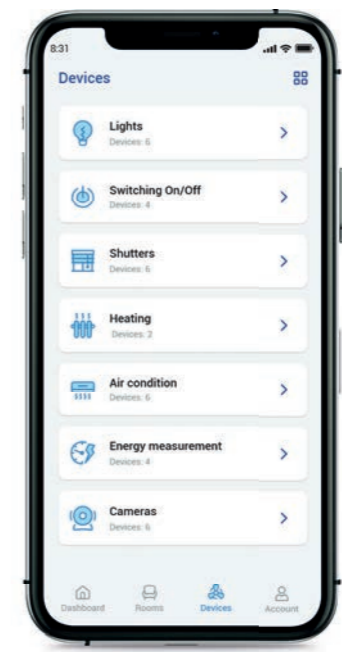 8:31
Devices
Lights
Devices: 6
Switching On/Off
Devices: 4
Shutters
Devices: 6
Heating
Devices: 2
Air condition
Devices: 6
Energy measurement
Devices: 4
Cameras
Devices: 6
Dashboard Rooms Devices Account